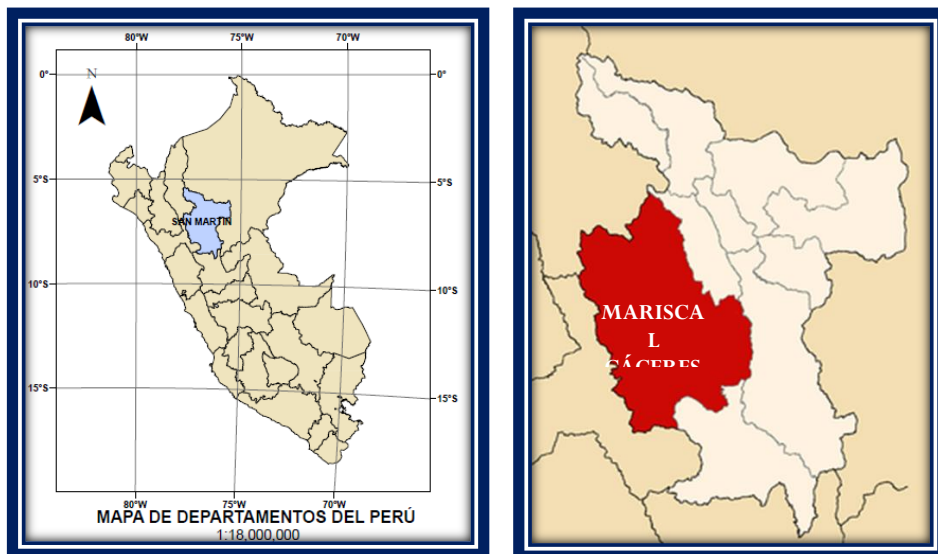 80°W 75°W 70°W
0° 0°
N
5°S 5°S
SAN MARTIN
10°S 10°S
15°S 15°S
80°W 75°W 70°W
MAPA DE DEPARTAMENTOS DEL PERÚ
1:18,000,000
MARISCA
L
CÁCERES